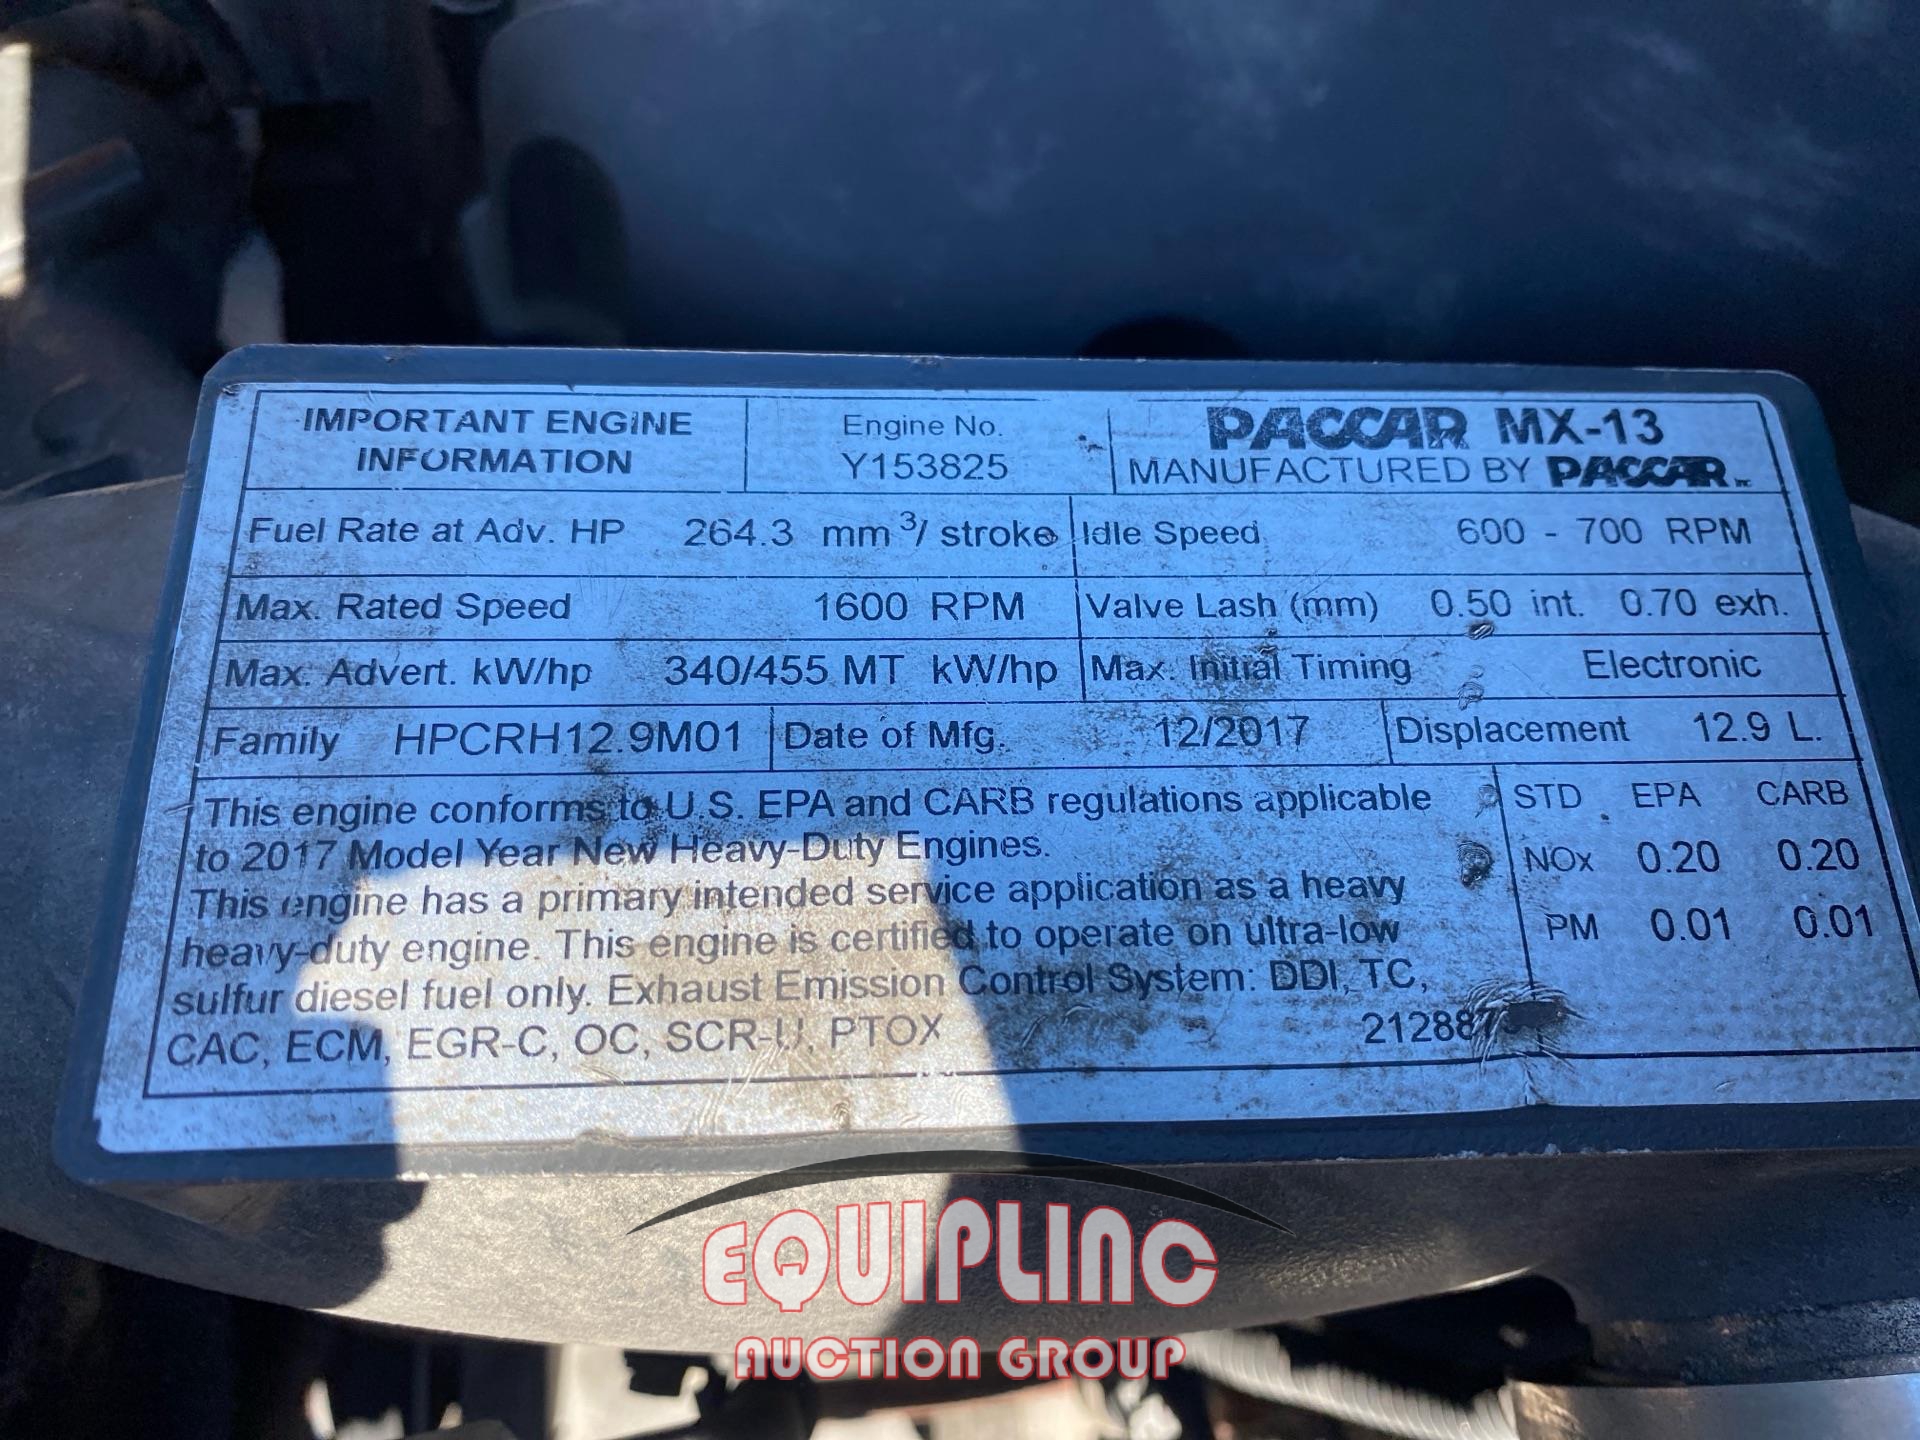 IMPORTANT ENGINE
INFORMATION
Engine No.
Y153825
PACCAR MX-13
MANUFACTURED BY PACCAR
Fuel Rate at Adv. HP 264.3 mm³/ stroke
Idle Speed 600 - 700 RPM
Max. Rated Speed 1600 RPM
Valve Lash (mm) 0.50 int. 0.70 exh.
Max. Advert. kW/hp 340/455 MT kW/hp
Max. Initial Timing Electronic
Family HPCRH12.9M01
Date of Mfg. 12/2017
Displacement 12.9 L.
This engine conforms to U.S. EPA and CARB regulations applicable
to 2017 Model Year New Heavy-Duty Engines.
This engine has a primary intended service application as a heavy
heavy-duty engine. This engine is certified to operate on ultra-low
sulfur diesel fuel only. Exhaust Emission Control System: DDI, TC,
CAC, ECM, EGR-C, OC, SCR-U, PTOX
STD EPA CARB
NOx 0.20 0.20
PM 0.01 0.01
EQUIPLINC
AUCTION GROUP